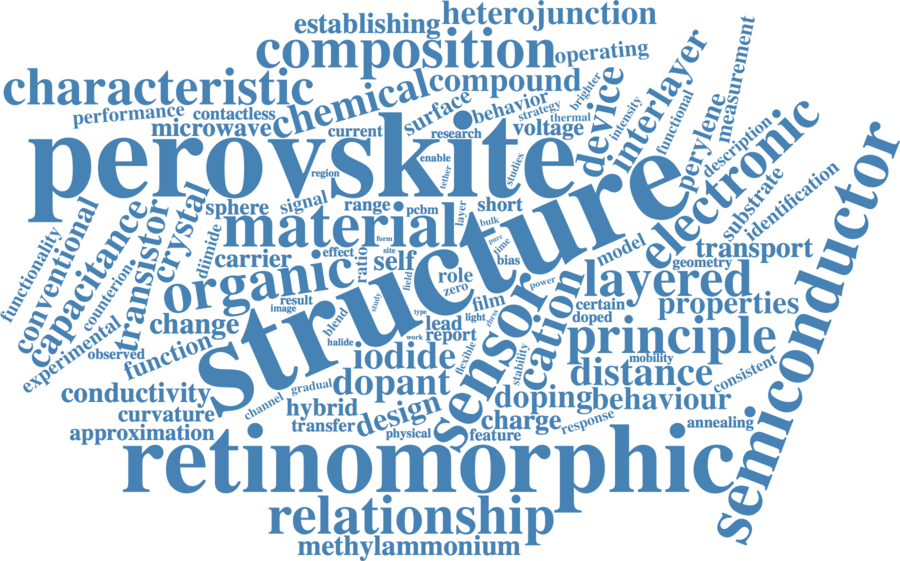 establishing
heterojunction
composition
operating
characteristic
chemical
compound
performance
contactless
microwave
current
surface
behavior
strategy
thermal
brighter
research
voltage
device
intensity
interlayer
functional
perylene
measurement
description
electronic
substrate
identification
semiconductor
perovskite
region
enable
tether
studies
structure
sphere
signal
range
pcbm
layer
short
bulk
material
pure
time
bias
model
geometry
transport
functionality
conventional
capacitance
counterion
experimental
observed
transistor
crystal
diimide
carrier
effect
form
site
ratio
self
field
role
zero
power
layered
properties
organic
result
image
change
function
blend
halide
study
type
work
lead
report
film
light
flexible
sensor
stability
cation
certain
doped
principle
mobility
distance
consistent
iodide
dopant
gradual
channel
conductivity
curvature
approximation
hybrid
transfer
design
physical
feature
charge
doping
behaviour
response
annealing
retinomorphic
relationship
methylammonium